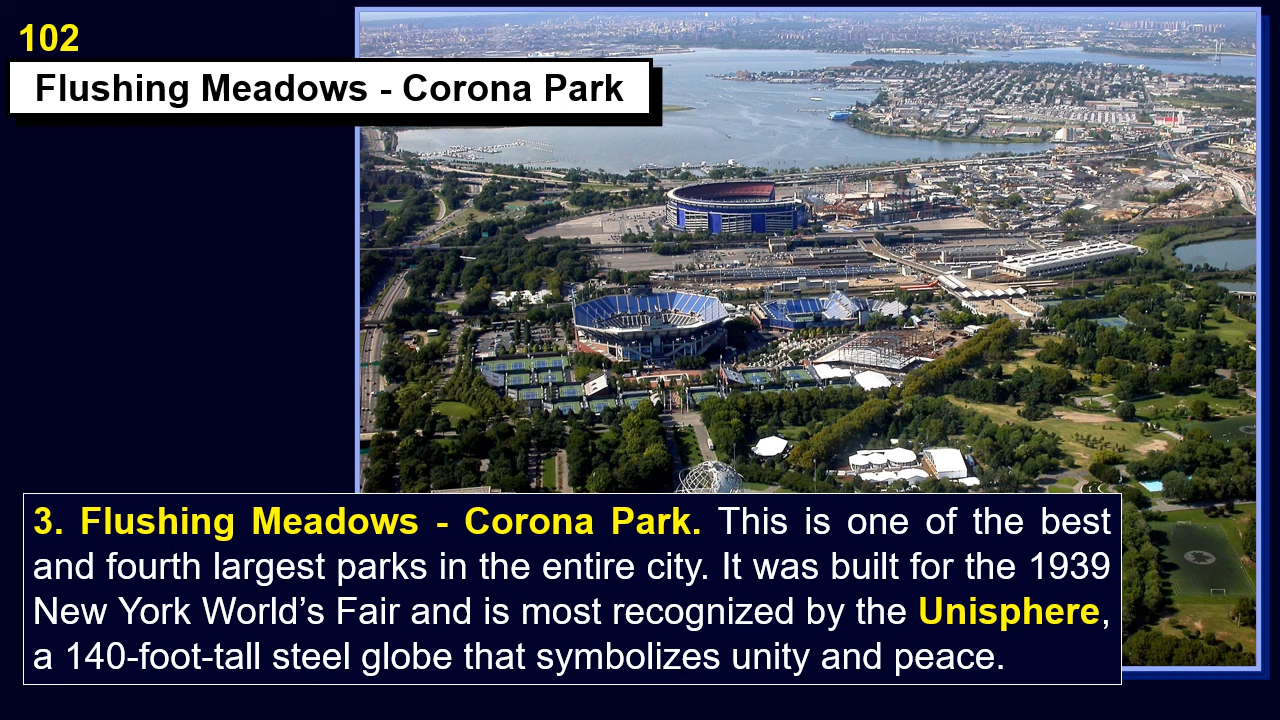 102
Flushing Meadows - Corona Park
3. Flushing Meadows - Corona Park. This is one of the best
and fourth largest parks in the entire city. It was built for the 1939
New York World’s Fair and is most recognized by the Unisphere,
a 140-foot-tall steel globe that symbolizes unity and peace.